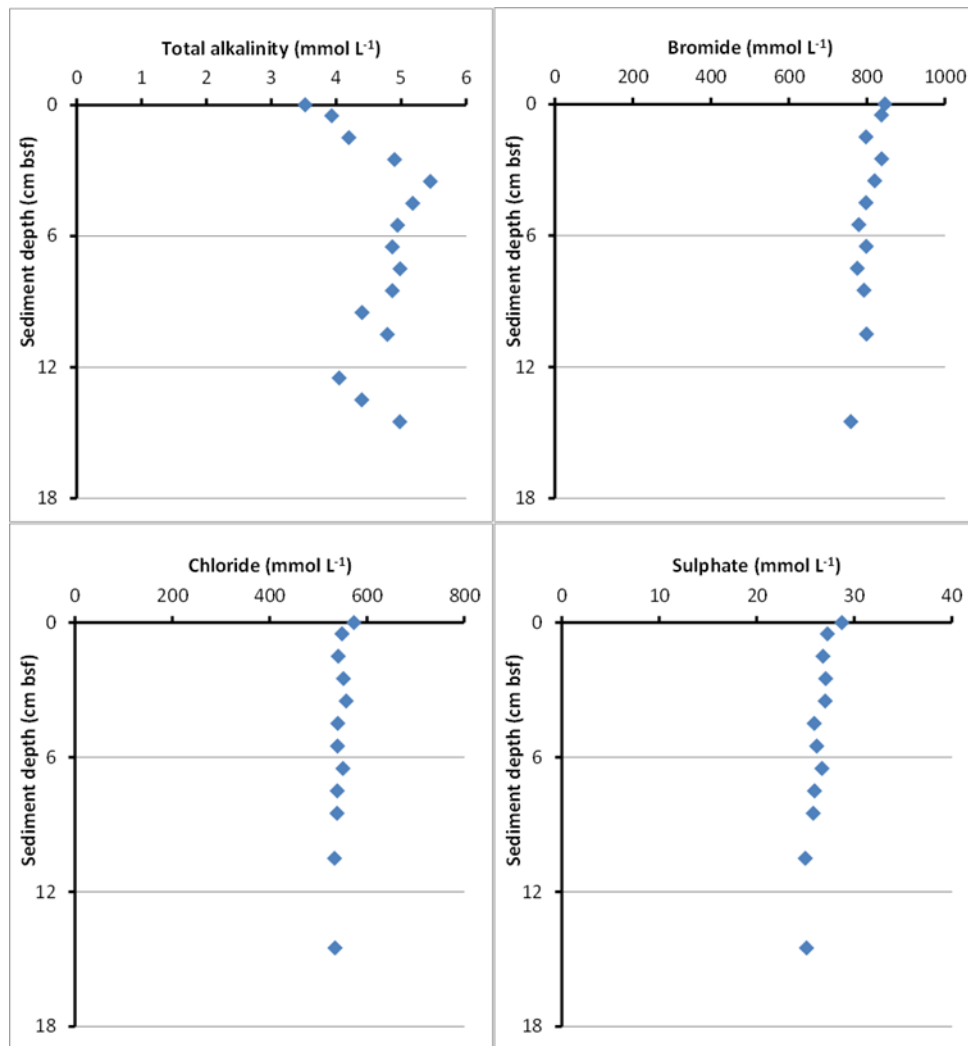 Total alkalinity (mmol L⁻¹)
0 1 2 3 4 5 6
0
6
12
18
Sediment depth (cm bsf)
Bromide (mmol L⁻¹)
0 200 400 600 800 1000
0
6
12
18
Sediment depth (cm bsf)
Chloride (mmol L⁻¹)
0 200 400 600 800
0
6
12
18
Sediment depth (cm bsf)
Sulphate (mmol L⁻¹)
0 10 20 30 40
0
6
12
18
Sediment depth (cm bsf)